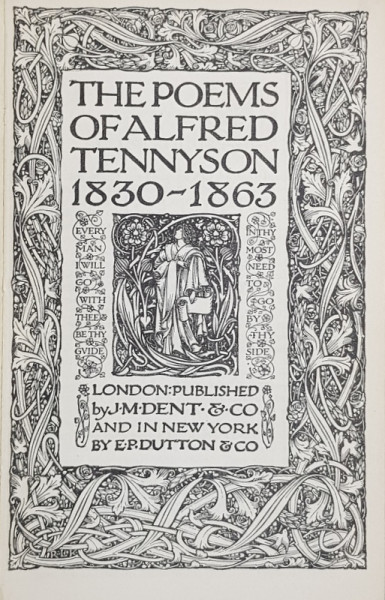 THE POEMS
OF ALFRED
TENNYSON
1830-1863
EVERY
MAN
I WILL
GO
WITH
THEE &
BE THY
GVIDE
IN THY
MOST
NEED
TO
GO
BY
THY
SIDE
LONDON: PUBLISHED
by J·M·DENT· & CO
AND IN NEW YORK
BY E·P·DUTTON & CO